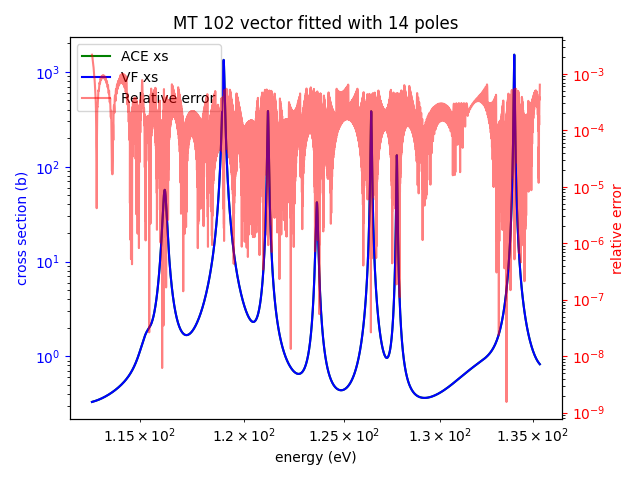 MT 102 vector fitted with 14 poles
ACE xs
VF xs
Relative error
cross section (b)
10³
10²
10¹
10⁰
relative error
10⁻³
10⁻⁴
10⁻⁵
10⁻⁶
10⁻⁷
10⁻⁸
10⁻⁹
1.15 × 10² 1.2 × 10² 1.25 × 10² 1.3 × 10² 1.35 × 10²
energy (eV)